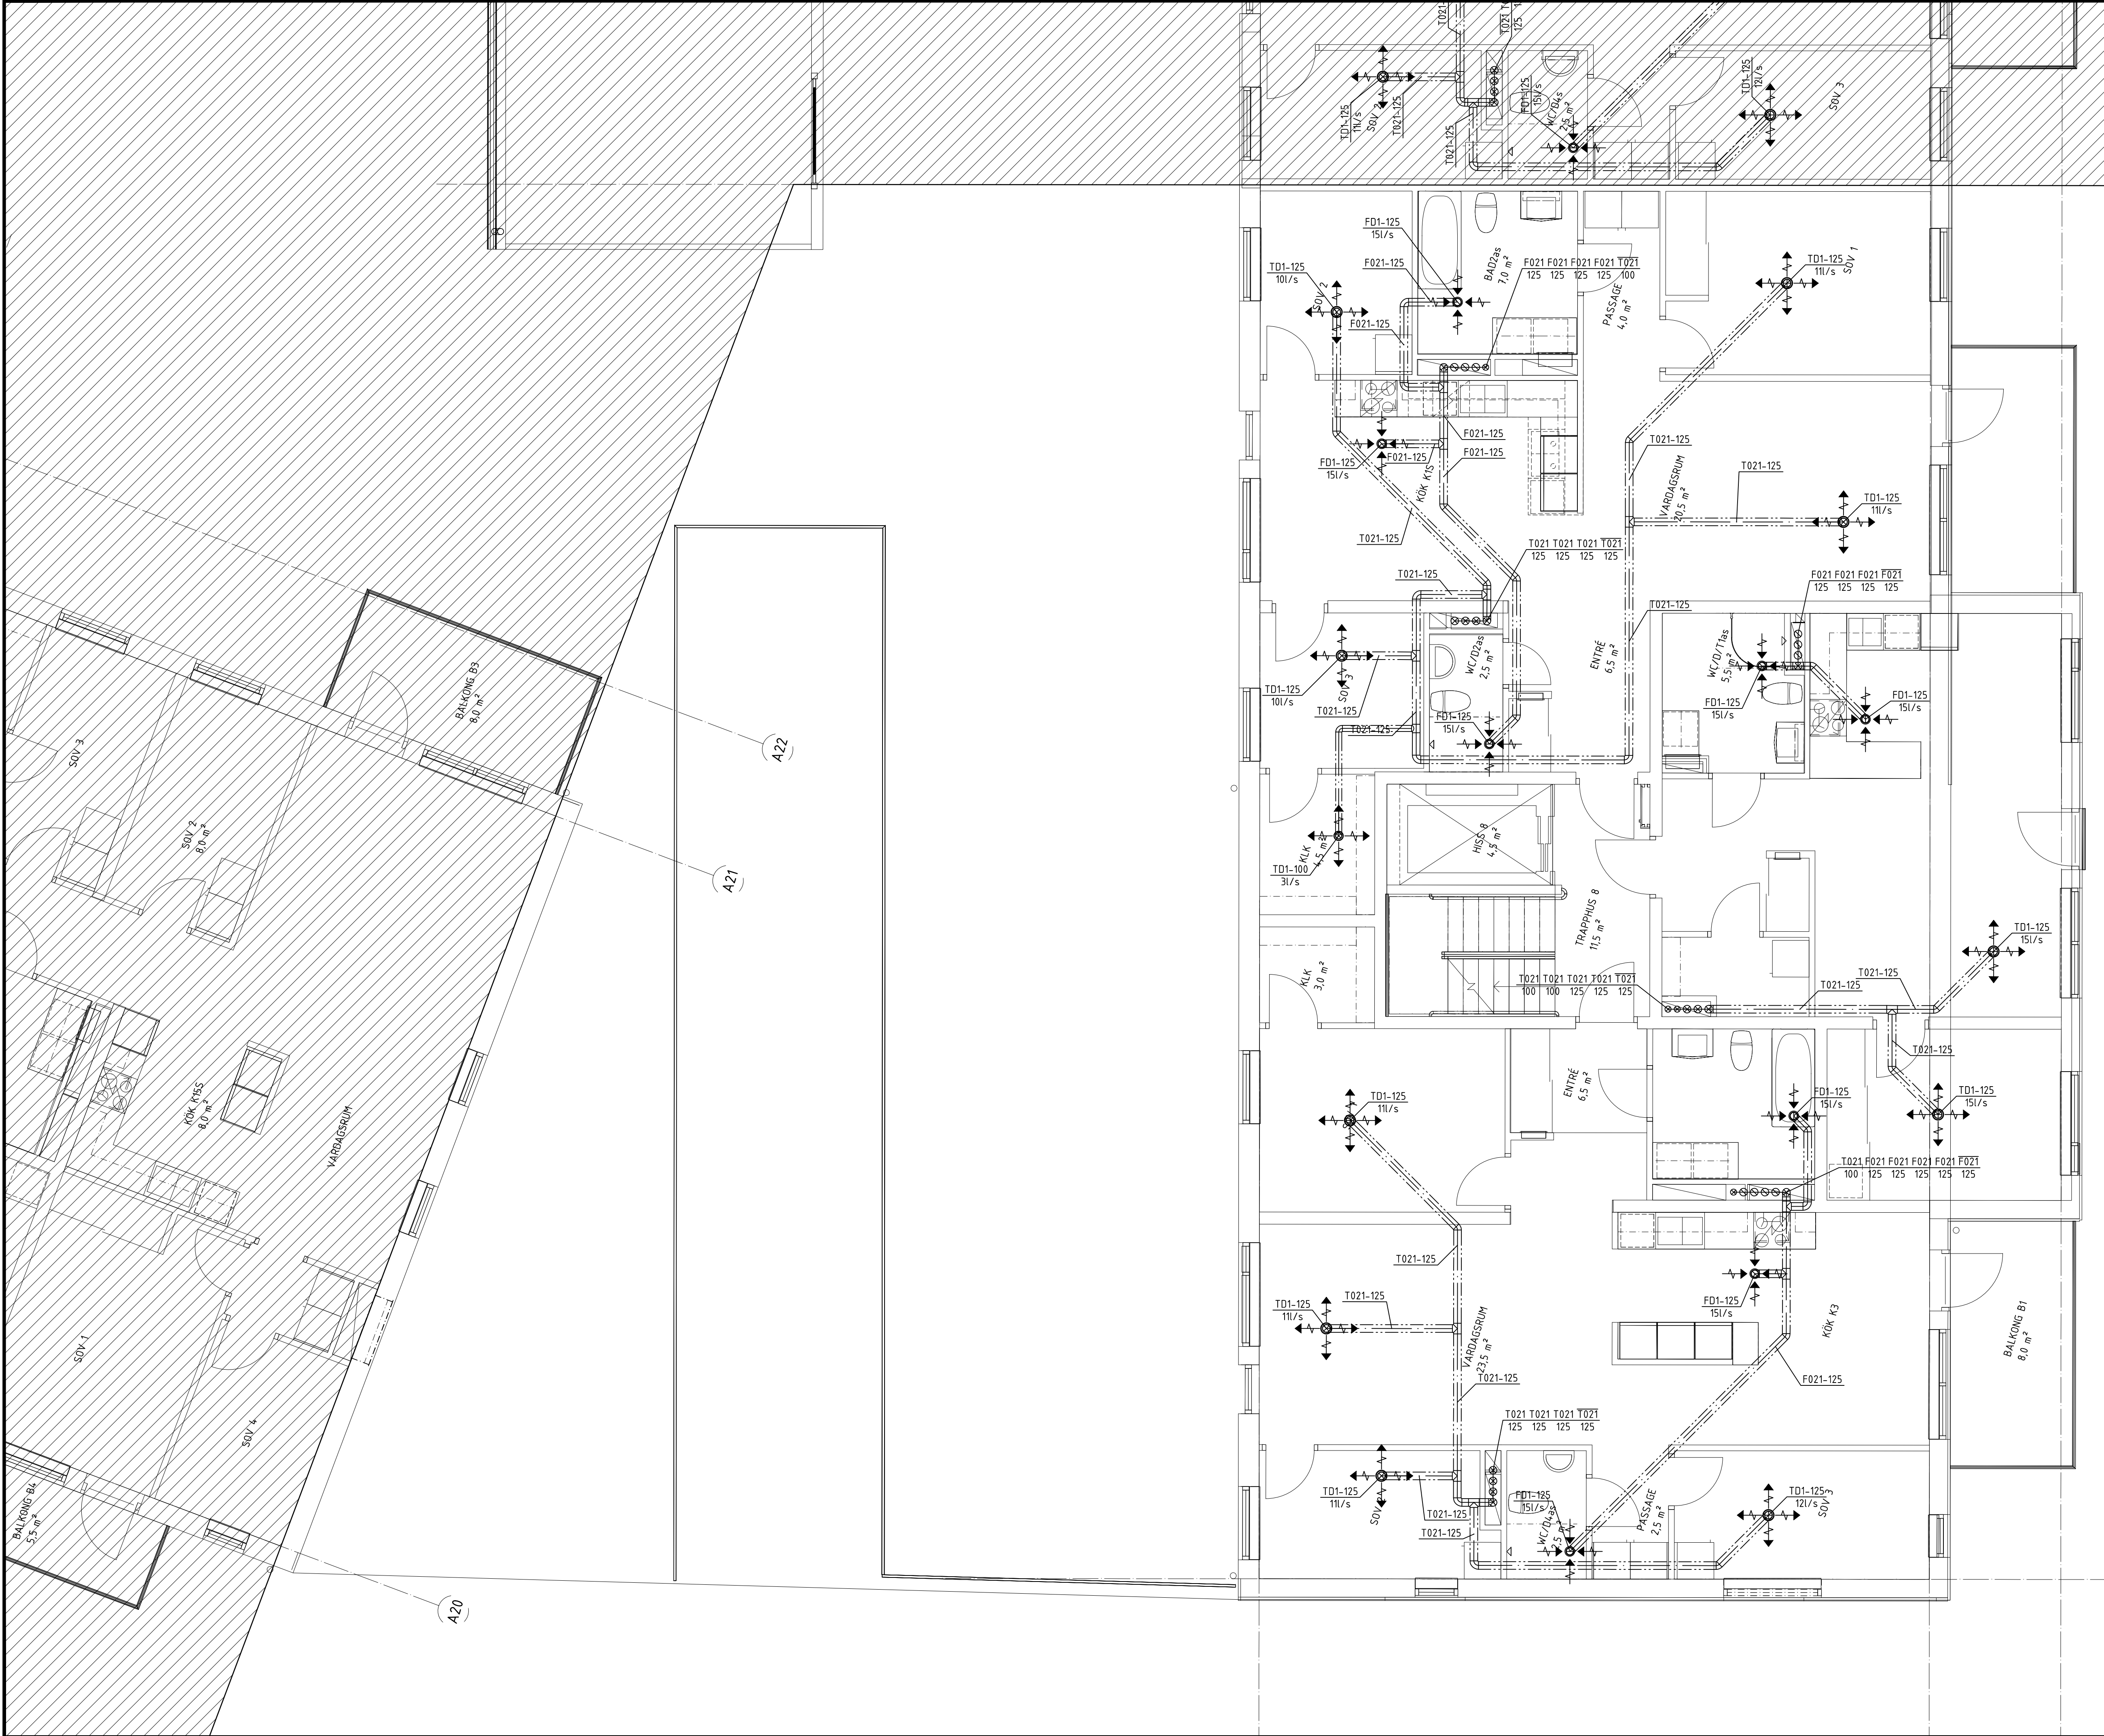 T021-125
125
TD1-125
11l/s
SOV 2
T021-125
T021-125
FD1-125
15l/s
WC/D4s
2,5 m²
TD1-125
12l/s
SOV 3
FD1-125
15l/s
F021-125
TD1-125
10l/s
SOV 2
F021-125
BAD2as
7,0 m²
F021 F021 F021 F021 T021
125 125 125 125 100
PASSAGE
4,0 m²
TD1-125
11l/s
SOV 1
F021-125
F021-125
F021-125
FD1-125
15l/s
KÖK K1S
T021-125
T021-125
VARDAGSRUM
20,5 m²
T021-125
TD1-125
11l/s
T021 T021 T021 T021
125 125 125 125
T021-125
F021 F021 F021 F021
125 125 125 125
T021-125
TD1-125
10l/s
SOV 3
T021-125
T021-125
WC/D2as
2,5 m²
FD1-125
15l/s
ENTRÉ
6,5 m²
WC/D/T1as
5,5 m²
FD1-125
15l/s
FD1-125
15l/s
BALKONG B3
8,0 m²
A22
A21
SOV 3
SOV 2
8,0 m²
KLK
4,5 m²
TD1-100
3l/s
HISS 8
4,5 m²
TRAPPHUS 8
11,5 m²
KLK
3,0 m²
T021 T021 T021 T021 T021
100 100 125 125 125
T021-125
T021-125
TD1-125
15l/s
T021-125
TD1-125
15l/s
KÖK K15S
8,0 m²
VARDAGSRUM
TD1-125
11l/s
ENTRÉ
6,5 m²
FD1-125
15l/s
T021 F021 F021 F021 F021 F021
100 125 125 125 125 125
T021-125
TD1-125
11l/s
T021-125
VARDAGSRUM
23,5 m²
FD1-125
15l/s
KÖK K3
BALKONG B1
8,0 m²
T021-125
F021-125
SOV 1
SOV 4
T021 T021 T021 T021
125 125 125 125
TD1-125
11l/s
T021-125
T021-125
FD1-125
15l/s
WC/D4as
2,5 m²
PASSAGE
2,5 m²
TD1-125
12l/s
SOV 3
BALKONG B4
5,5 m²
A20